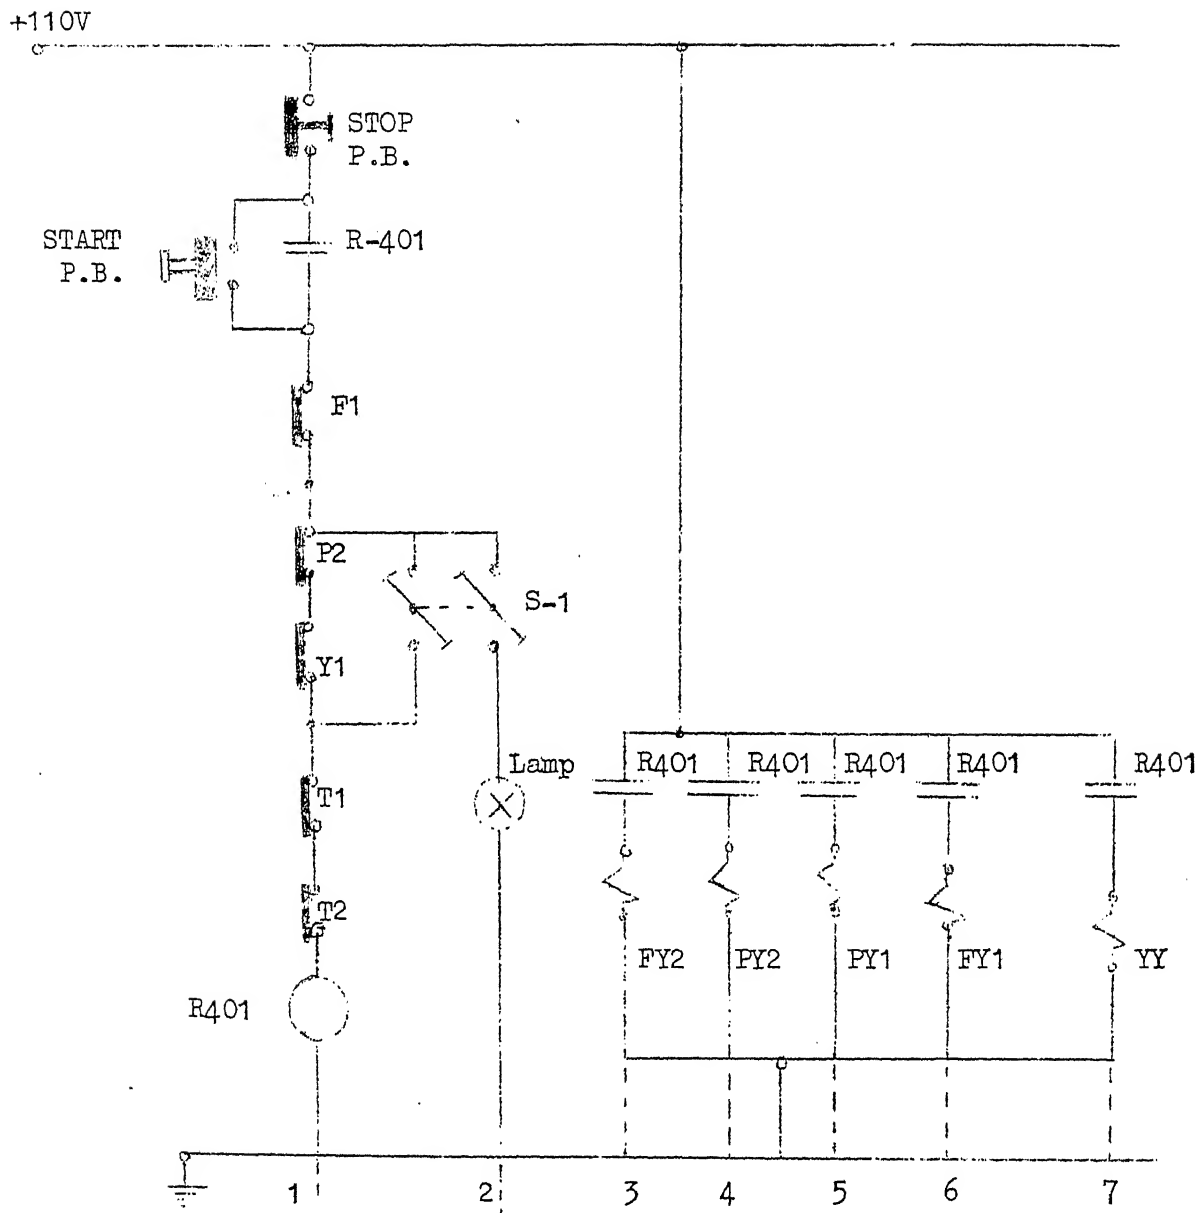 +110V
STOP
P.B.
START
P.B.
R-401
F1
P2
S-1
Y1
Lamp
R401
R401
R401
R401
R401
T1
T2
FY2
PY2
PY1
FY1
YY
R401
1
2
3
4
5
6
7